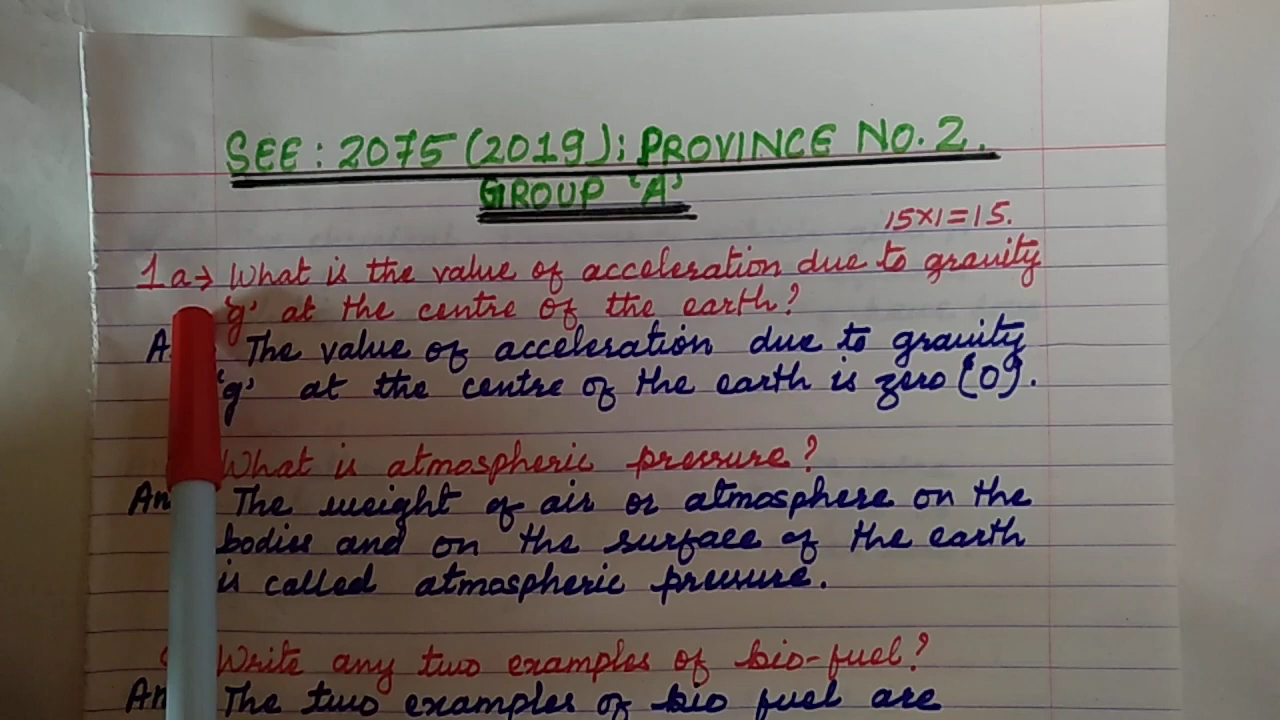 SEE: 2075 (2019); PROVINCE NO. 2.
GROUP 'A'
15×1=15.
1 a→ What is the value of acceleration due to gravity
'g' at the centre of the earth?
The value of acceleration due to gravity
'g' at the centre of the earth is zero (0).
What is atmospheric pressure?
The weight of air or atmosphere on the
bodies and on the surface of the earth
is called atmospheric pressure.
Write any two examples of bio-fuel?
The two examples of bio fuel are